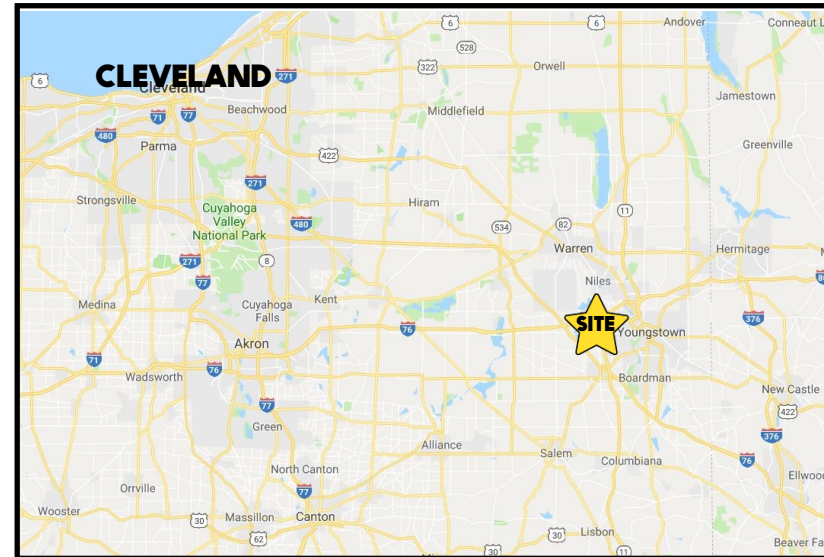 6
6
Andover
Conneaut L
528
CLEVELAND
Cleveland
271
322
Orwell
6
Jamestown
71
77
Beachwood
Middlefield
480
Parma
422
Greenville
271
Strongsville
Cuyahoga
Valley
National Park
480
Hiram
534
82
11
Warren
Hermitage
271
8
77
Niles
80
Medina
Cuyahoga
Falls
Kent
76
SITE
Youngstown
376
Akron
71
Wadsworth
76
Boardman
77
New Castle
422
Green
Alliance
376
Salem
Columbiana
76
North Canton
77
Ellwoo
Orrville
Wooster
30
Massillon
Canton
62
30
30
Lisbon
11
Beaver Fa